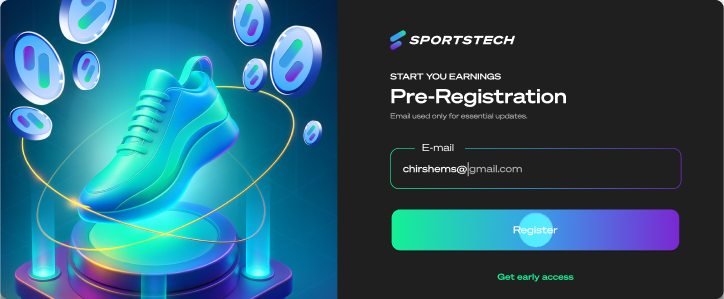 SPORTSTECH
START YOU EARNINGS
Pre-Registration
Email used only for essential updates.
E-mail
chirshems@gmail.com
Register
Get early access